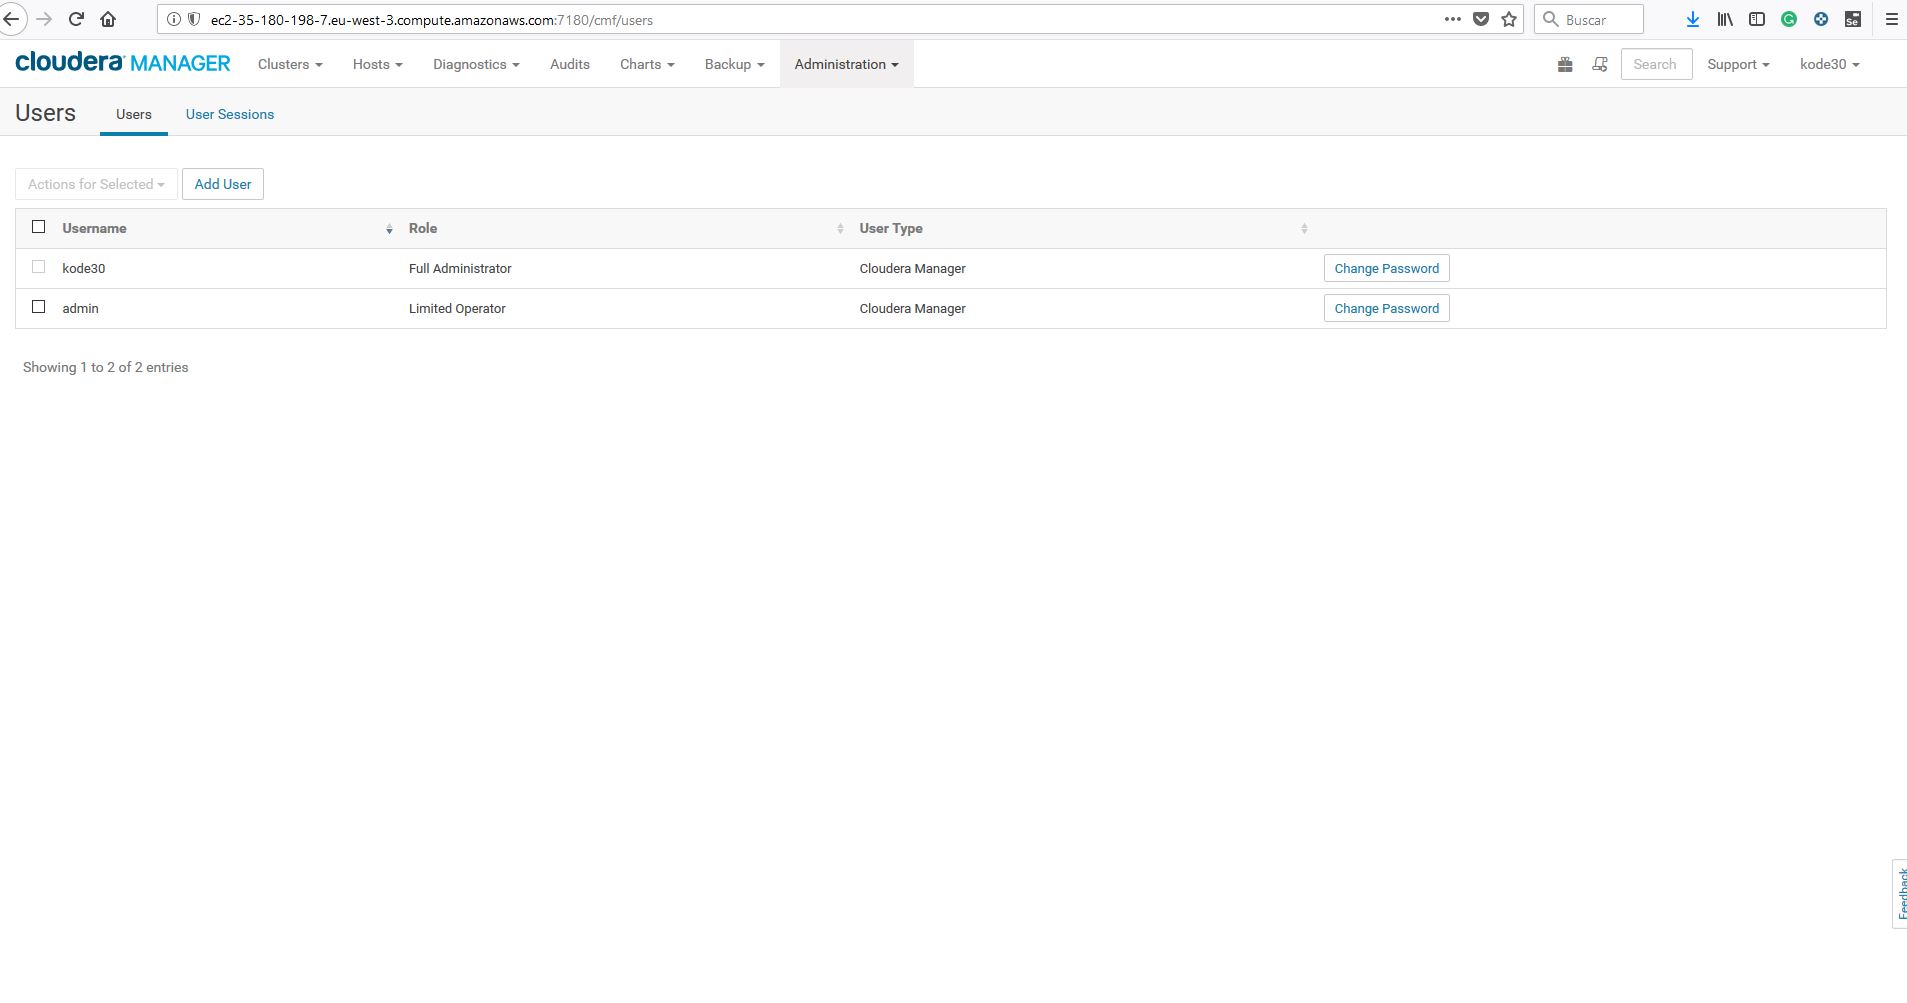 ec2-35-180-198-7.eu-west-3.compute.amazonaws.com:7180/cmf/users ••• Buscar
cloudera MANAGER Clusters Hosts Diagnostics Audits Charts Backup Administration Search Support kode30
Users Users User Sessions
Actions for Selected Add User
Username Role User Type
kode30 Full Administrator Cloudera Manager Change Password
admin Limited Operator Cloudera Manager Change Password
Showing 1 to 2 of 2 entries
Feedback